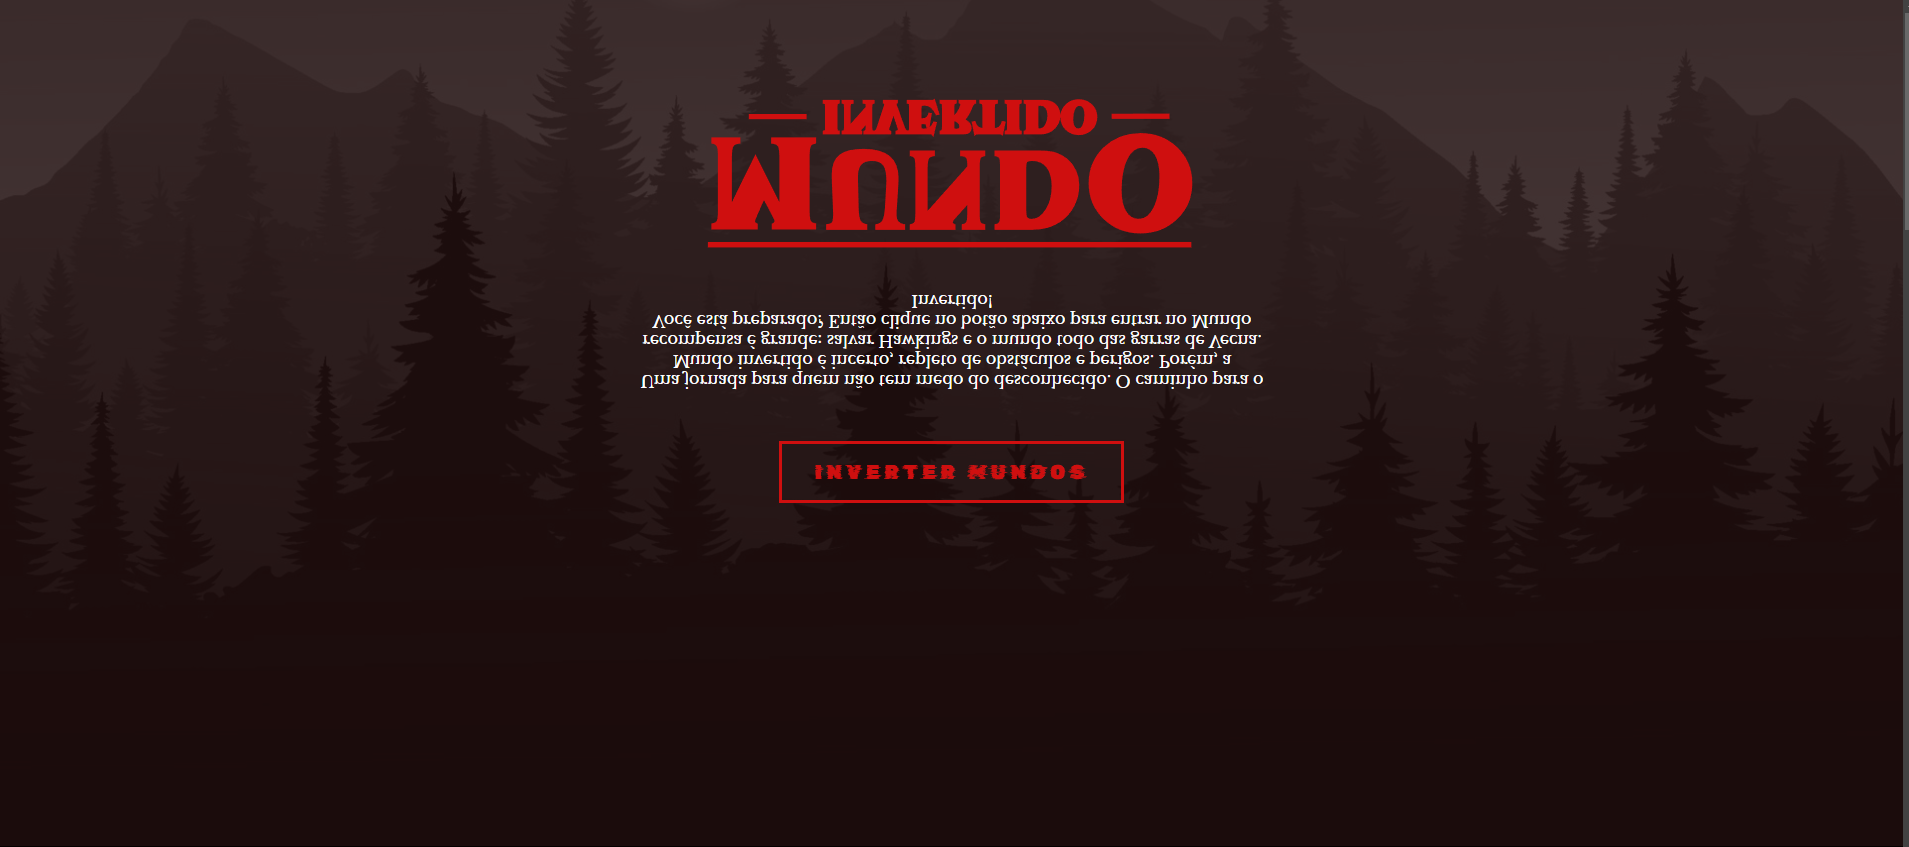 MUNDO
INVERTIDO
Uma jornada para quem não tem medo do desconhecido. O caminho para o
Mundo invertido é incerto, repleto de obstáculos e perigos. Porém, a
recompensa é grande: salvar Hawkings e o mundo todo das garras de Vecna.
Você está preparado? Então clique no botão abaixo para entrar no Mundo
Invertido!
INVERTER MUNDOS